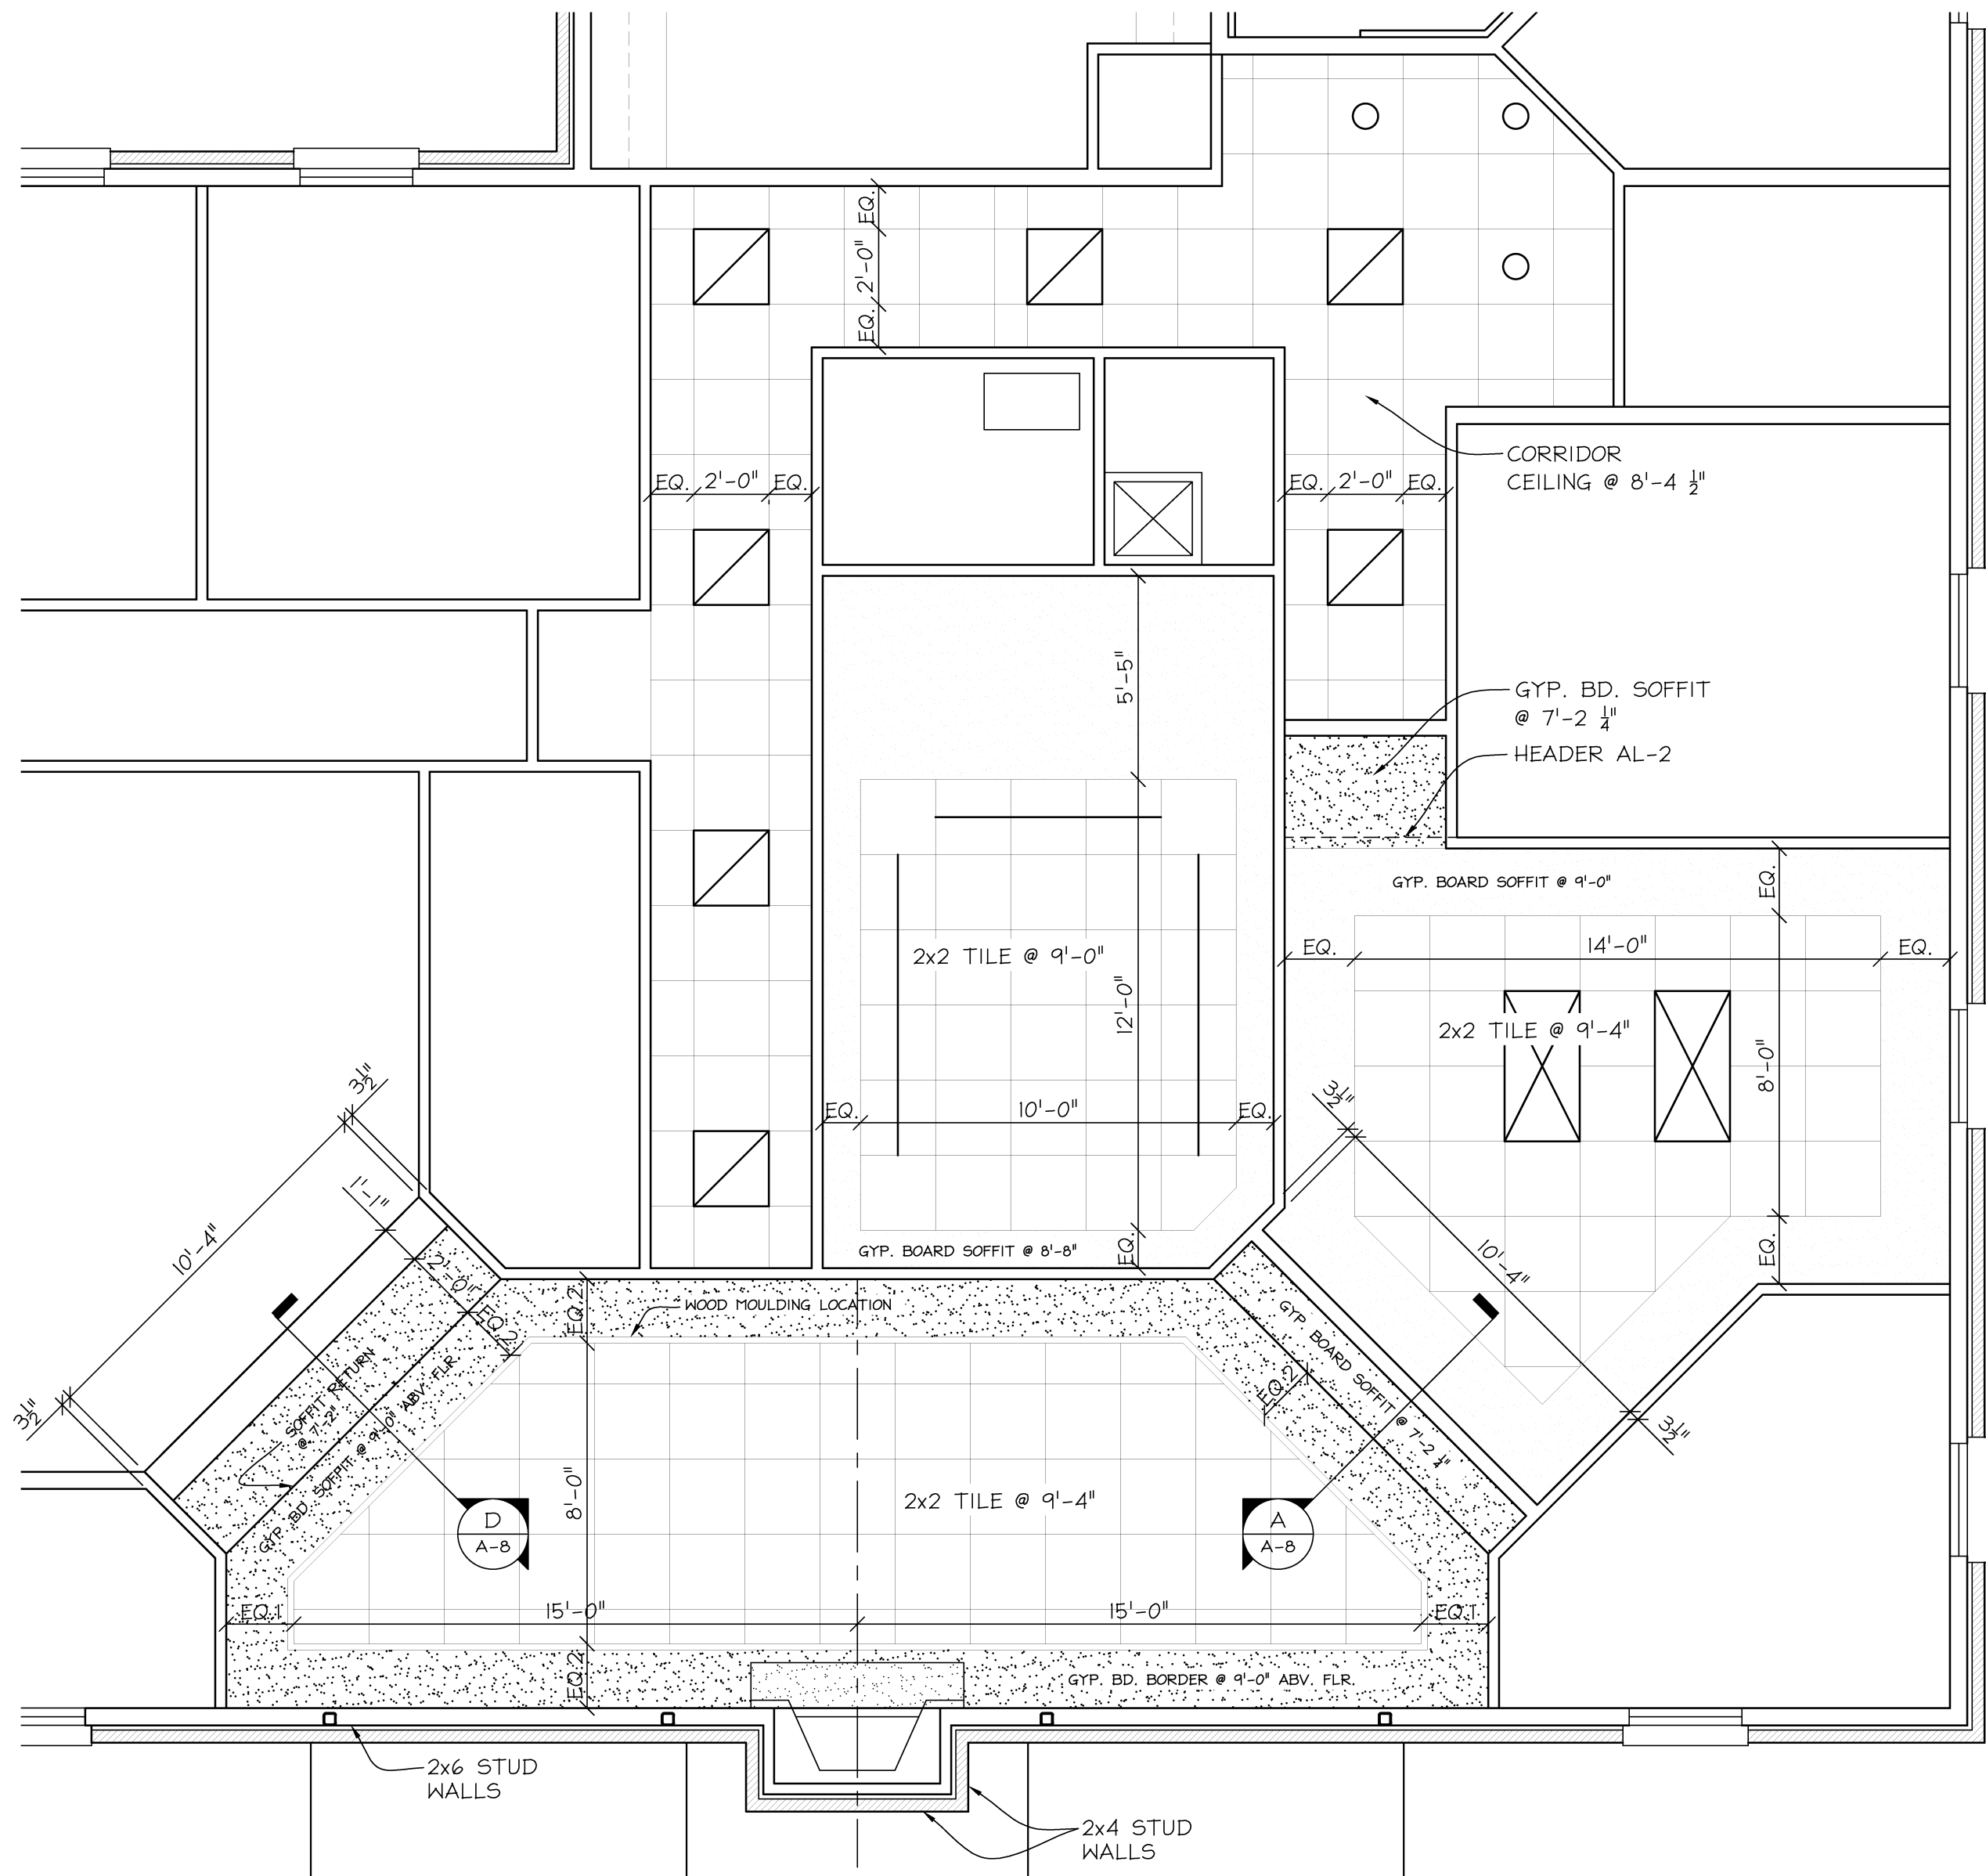 EQ.
2'-0"
EQ.
EQ. 2'-0" EQ.
EQ. 2'-0" EQ.
CORRIDOR
CEILING @ 8'-4 1/2"
5'-5"
GYP. BD. SOFFIT
@ 7'-2 1/4"
HEADER AL-2
GYP. BOARD SOFFIT @ 9'-0"
EQ.
EQ. 14'-0" EQ.
2x2 TILE @ 9'-0"
12'-0"
2x2 TILE @ 9'-4"
8'-0"
EQ. 10'-0" EQ.
3 1/2"
3 1/2"
1'-1"
10'-4"
2'-0"
EQ.2
GYP. BOARD SOFFIT @ 8'-8"
EQ.
EQ.
10'-4"
EQ.2
WOOD MOULDING LOCATION
GYP. BOARD SOFFIT @ 7'-2 1/4"
SOFFIT RETURN
@ 7'-2"
GYP. BD. SOFFIT @ 9'-0" ABV. FLR.
EQ.2
3 1/2"
3 1/2"
8'-0"
2x2 TILE @ 9'-4"
D
A-8
A
A-8
EQ.1 15'-0" 15'-0" EQ.1
EQ.2
GYP. BD. BORDER @ 9'-0" ABV. FLR.
2x6 STUD
WALLS
2x4 STUD
WALLS